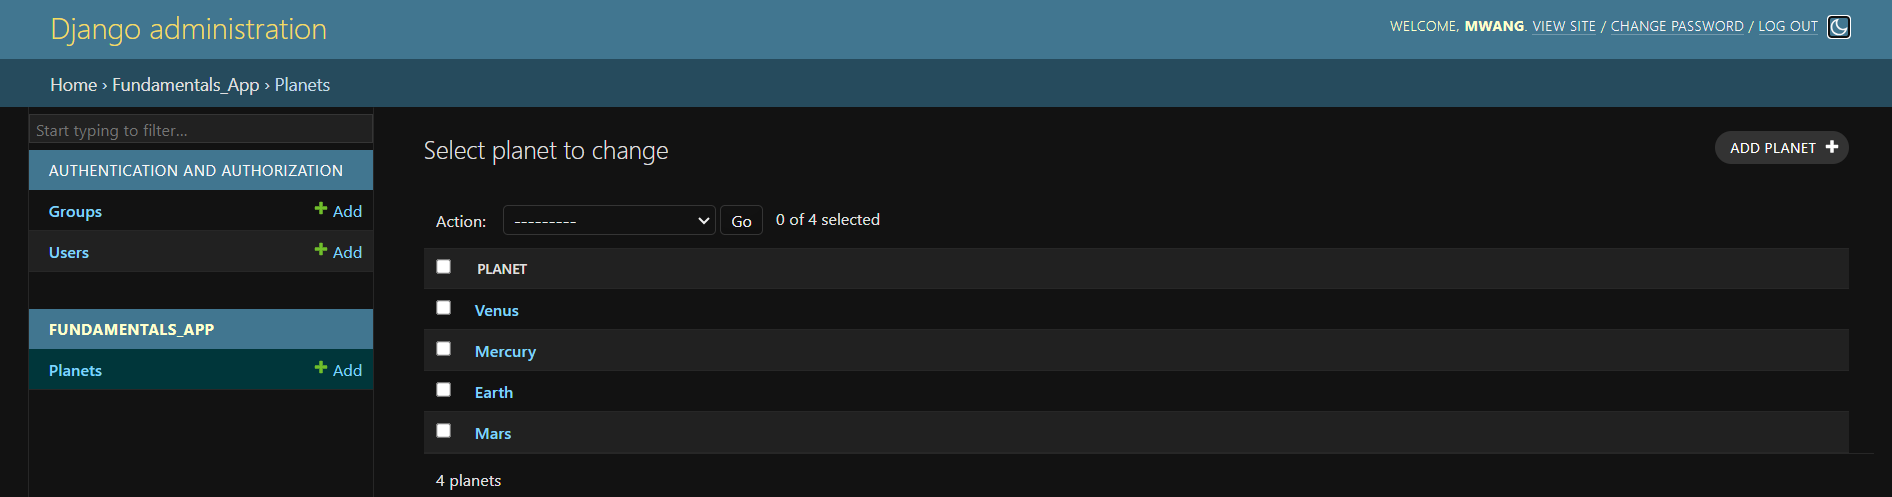 Django administration
WELCOME, MWANG. VIEW SITE / CHANGE PASSWORD / LOG OUT
Home › Fundamentals_App › Planets
Start typing to filter...
AUTHENTICATION AND AUTHORIZATION
Groups Add
Users Add
FUNDAMENTALS_APP
Planets Add
Select planet to change
ADD PLANET
Action: --------- Go 0 of 4 selected
PLANET
Venus
Mercury
Earth
Mars
4 planets